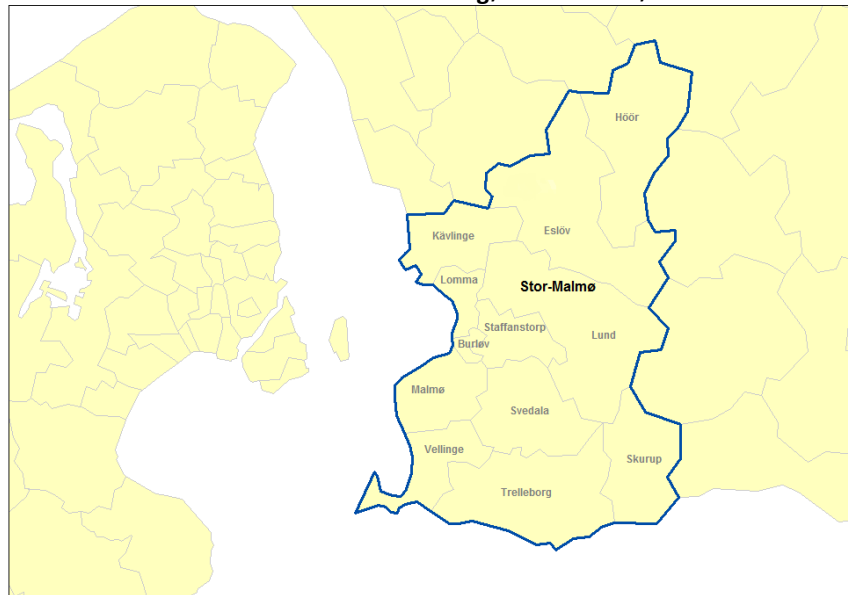 Höör
Kävlinge
Eslöv
Lomma
Stor-Malmø
Staffanstorp
Lund
Burløv
Malmø
Svedala
Vellinge
Skurup
Trelleborg